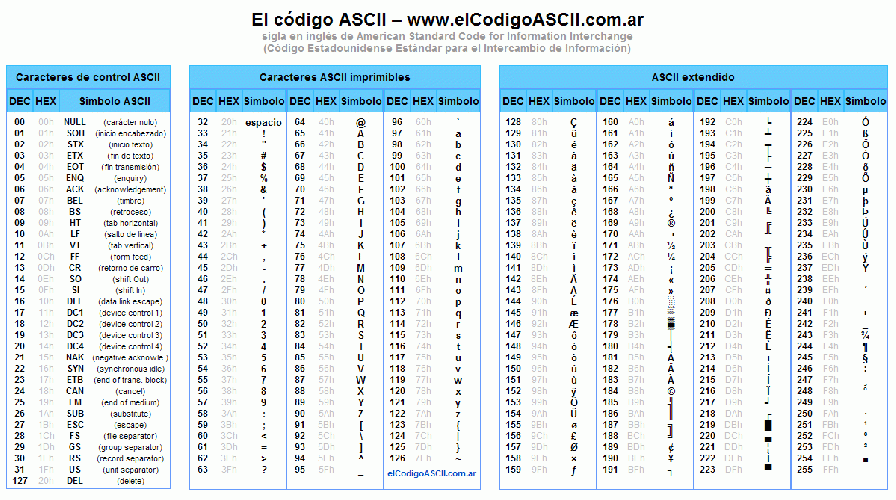 El código ASCII – www.elCodigoASCII.com.ar
sigla en inglés de American Standard Code for Information Interchange
(Código Estadounidense Estándar para el Intercambio de Información)
Caracteres de control ASCII
DEC HEX Simbolo ASCII
00 00h NULL (carácter nulo)
01 01h SOH (inicio encabezado)
02 02h STX (inicio texto)
03 03h ETX (fin de texto)
04 04h EOT (fin transmisión)
05 05h ENQ (enquiry)
06 06h ACK (acknowledgement)
07 07h BEL (timbre)
08 08h BS (retroceso)
09 09h HT (tab horizontal)
10 0Ah LF (salto de linea)
11 0Bh VT (tab vertical)
12 0Ch FF (form feed)
13 0Dh CR (retorno de carro)
14 0Eh SO (shift Out)
15 0Fh SI (shift In)
16 10h DLE (data link escape)
17 11h DC1 (device control 1)
18 12h DC2 (device control 2)
19 13h DC3 (device control 3)
20 14h DC4 (device control 4)
21 15h NAK (negative acknowle.)
22 16h SYN (synchronous idle)
23 17h ETB (end of trans. block)
24 18h CAN (cancel)
25 19h EM (end of medium)
26 1Ah SUB (substitute)
27 1Bh ESC (escape)
28 1Ch FS (file separator)
29 1Dh GS (group separator)
30 1Eh RS (record separator)
31 1Fh US (unit separator)
127 20h DEL (delete)
Caracteres ASCII imprimibles
DEC HEX Simbolo DEC HEX Simbolo DEC HEX Simbolo
32 20h espacio 64 40h @ 96 60h `
33 21h ! 65 41h A 97 61h a
34 22h " 66 42h B 98 62h b
35 23h # 67 43h C 99 63h c
36 24h $ 68 44h D 100 64h d
37 25h % 69 45h E 101 65h e
38 26h & 70 46h F 102 66h f
39 27h ' 71 47h G 103 67h g
40 28h ( 72 48h H 104 68h h
41 29h ) 73 49h I 105 69h i
42 2Ah * 74 4Ah J 106 6Ah j
43 2Bh + 75 4Bh K 107 6Bh k
44 2Ch , 76 4Ch L 108 6Ch l
45 2Dh - 77 4Dh M 109 6Dh m
46 2Eh . 78 4Eh N 110 6Eh n
47 2Fh / 79 4Fh O 111 6Fh o
48 30h 0 80 50h P 112 70h p
49 31h 1 81 51h Q 113 71h q
50 32h 2 82 52h R 114 72h r
51 33h 3 83 53h S 115 73h s
52 34h 4 84 54h T 116 74h t
53 35h 5 85 55h U 117 75h u
54 36h 6 86 56h V 118 76h v
55 37h 7 87 57h W 119 77h w
56 38h 8 88 58h X 120 78h x
57 39h 9 89 59h Y 121 79h y
58 3Ah : 90 5Ah Z 122 7Ah z
59 3Bh ; 91 5Bh [ 123 7Bh {
60 3Ch < 92 5Ch \ 124 7Ch |
61 3Dh = 93 5Dh ] 125 7Dh }
62 3Eh > 94 5Eh ^ 126 7Eh ~
63 3Fh ? 95 5Fh _ elCodigoASCII.com.ar
ASCII extendido
DEC HEX Simbolo DEC HEX Simbolo DEC HEX Simbolo DEC HEX Simbolo
128 80h Ç 160 A0h á 192 C0h └ 224 E0h Ó
129 81h ü 161 A1h í 193 C1h ┴ 225 E1h ß
130 82h é 162 A2h ó 194 C2h ┬ 226 E2h Ô
131 83h â 163 A3h ú 195 C3h ├ 227 E3h Ò
132 84h ä 164 A4h ñ 196 C4h ─ 228 E4h õ
133 85h à 165 A5h Ñ 197 C5h ┼ 229 E5h Õ
134 86h å 166 A6h ª 198 C6h ã 230 E6h µ
135 87h ç 167 A7h º 199 C7h Ã 231 E7h þ
136 88h ê 168 A8h ¿ 200 C8h ╚ 232 E8h Þ
137 89h ë 169 A9h ® 201 C9h ╔ 233 E9h Ú
138 8Ah è 170 AAh ¬ 202 CAh ╩ 234 EAh Û
139 8Bh ï 171 ABh ½ 203 CBh ╦ 235 EBh Ù
140 8Ch î 172 ACh ¼ 204 CCh ╠ 236 ECh ý
141 8Dh ì 173 ADh ¡ 205 CDh ═ 237 EDh Ý
142 8Eh Ä 174 AEh « 206 CEh ╬ 238 EEh
143 8Fh Å 175 AFh » 207 CFh ¤ 239 EFh ´
144 90h É 176 B0h ░ 208 D0h ð 240 F0h
145 91h æ 177 B1h ▒ 209 D1h Ð 241 F1h ±
146 92h Æ 178 B2h ▓ 210 D2h Ê 242 F2h
147 93h ô 179 B3h │ 211 D3h Ë 243 F3h ¾
148 94h ö 180 B4h ┤ 212 D4h È 244 F4h ¶
149 95h ò 181 B5h Á 213 D5h 245 F5h §
150 96h û 182 B6h Â 214 D6h Í 246 F6h ÷
151 97h ù 183 B7h À 215 D7h Î 247 F7h
152 98h ÿ 184 B8h © 216 D8h Ï 248 F8h °
153 99h Ö 185 B9h ╣ 217 D9h ┘ 249 F9h ¨
154 9Ah Ü 186 BAh ║ 218 DAh ┌ 250 FAh ·
155 9Bh ø 187 BBh ╗ 219 DBh █ 251 FBh ¹
156 9Ch £ 188 BCh ╝ 220 DCh ▄ 252 FCh ³
157 9Dh Ø 189 BDh ¢ 221 DDh ¦ 253 FDh ²
158 9Eh × 190 BEh ¥ 222 DEh Ì 254 FEh ■
159 9Fh ƒ 191 BFh ┐ 223 DFh ▀ 255 FFh